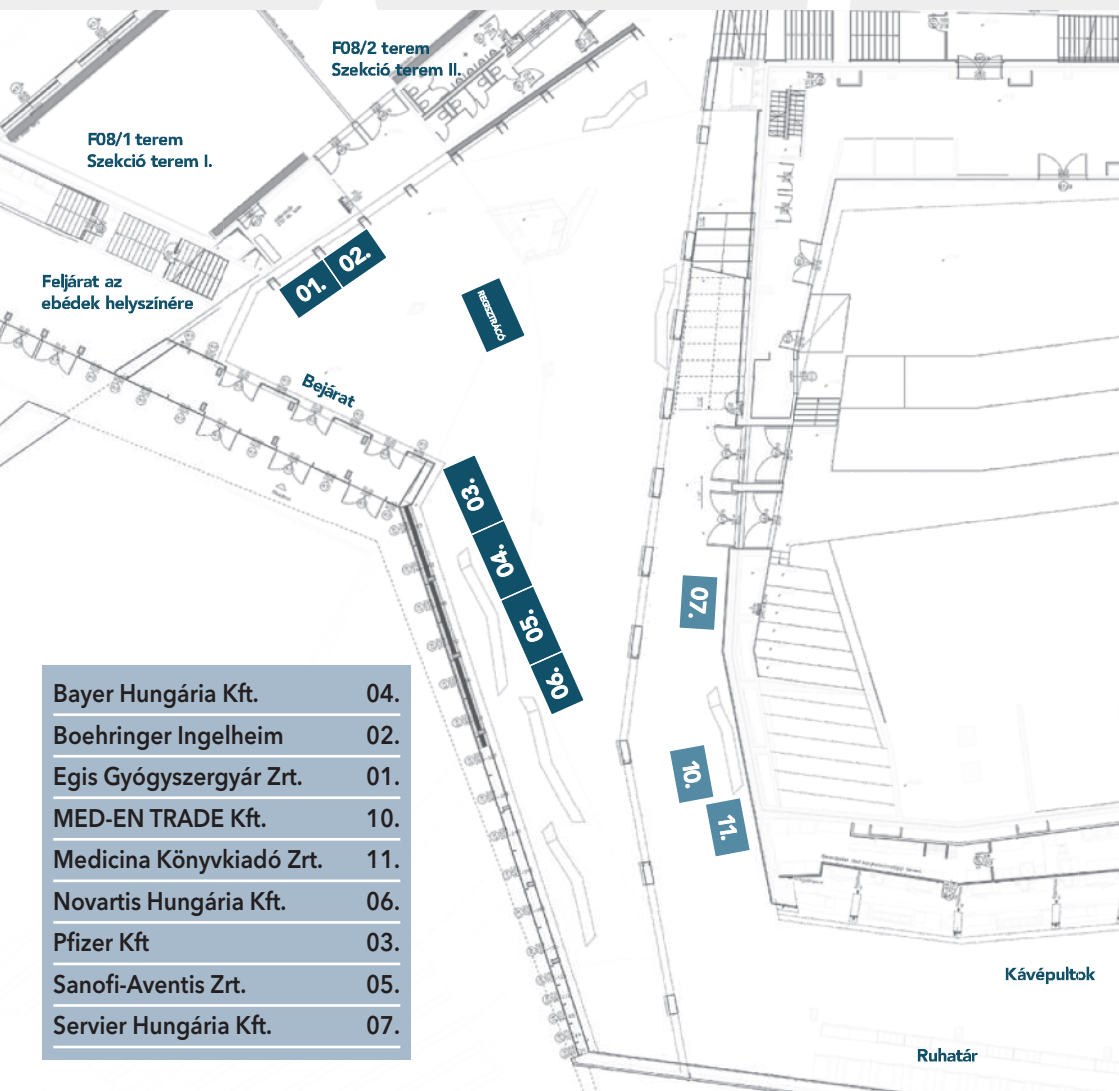 F08/2 terem
Szekció terem II.
F08/1 terem
Szekció terem I.
Feljárat az
ebédek helyszínére
01.
02.
REGISZTRÁCÓ
Bejárat
03.
04.
05.
06.
07.
10.
11.
Bayer Hungária Kft. 04.
Boehringer Ingelheim 02.
Egis Gyógyszergyár Zrt. 01.
MED-EN TRADE Kft. 10.
Medicina Könyvkiadó Zrt. 11.
Novartis Hungária Kft. 06.
Pfizer Kft 03.
Sanofi-Aventis Zrt. 05.
Servier Hungária Kft. 07.
Kávépultok
Ruhatár